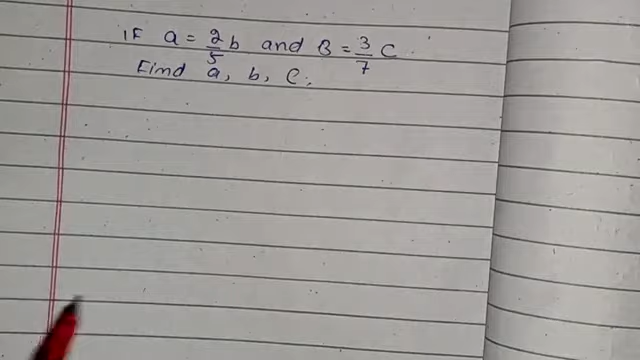 IF a = 2/5 b and B = 3/7 C
Find a, b, C.